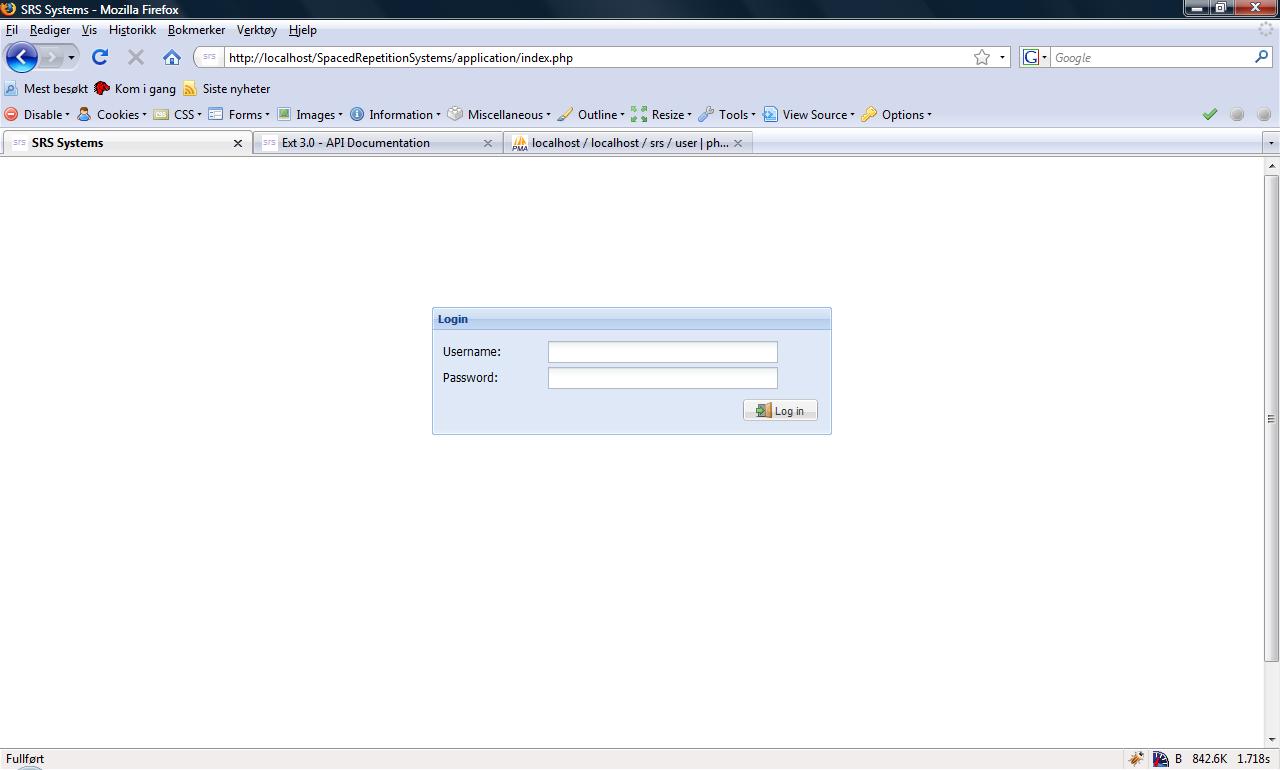 SRS Systems - Mozilla Firefox
Fil Rediger Vis Historikk Bokmerker Verktøy Hjelp
srs http://localhost/SpacedRepetitionSystems/application/index.php G Google
Mest besøkt Kom i gang Siste nyheter
Disable Cookies CSS Forms Images Information Miscellaneous Outline Resize Tools View Source Options
srs SRS Systems srs Ext 3.0 - API Documentation PMA localhost / localhost / srs / user | ph...
Login
Username:
Password:
Log in
Fullført B 842.6K 1.718s